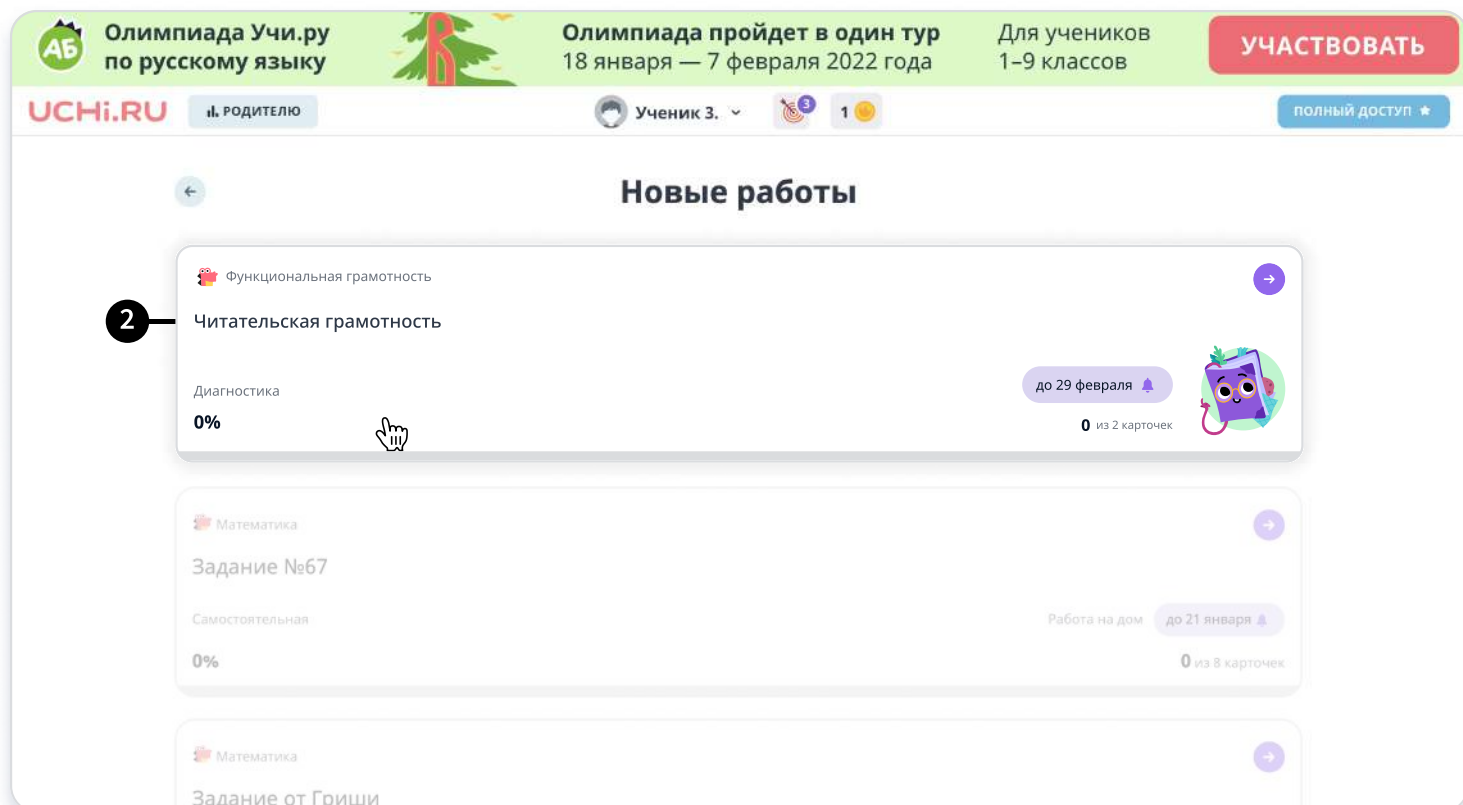 АБ
Олимпиада Учи.ру
по русскому языку
Олимпиада пройдет в один тур
18 января — 7 февраля 2022 года
Для учеников
1–9 классов
УЧАСТВОВАТЬ
UCHi.RU
РОДИТЕЛЮ
Ученик З.
3
1
ПОЛНЫЙ ДОСТУП
Новые работы
Функциональная грамотность
2
Читательская грамотность
Диагностика
до 29 февраля
0%
0 из 2 карточек
Математика
Задание №67
Самостоятельная
Работа на дом
до 21 января
0%
0 из 8 карточек
Математика
Задание от Гриши